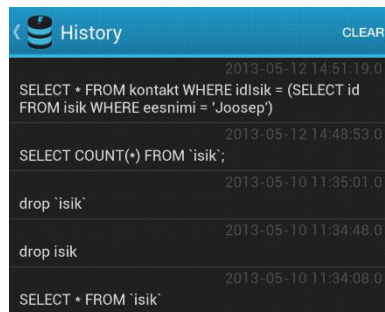 History
CLEAR
2013-05-12 14:51:19.0
SELECT * FROM kontakt WHERE idIsik = (SELECT id
FROM isik WHERE eesnimi = 'Joosep')
2013-05-12 14:48:53.0
SELECT COUNT(*) FROM `isik`;
2013-05-10 11:35:01.0
drop `isik`
2013-05-10 11:34:48.0
drop isik
2013-05-10 11:34:08.0
SELECT * FROM `isik`